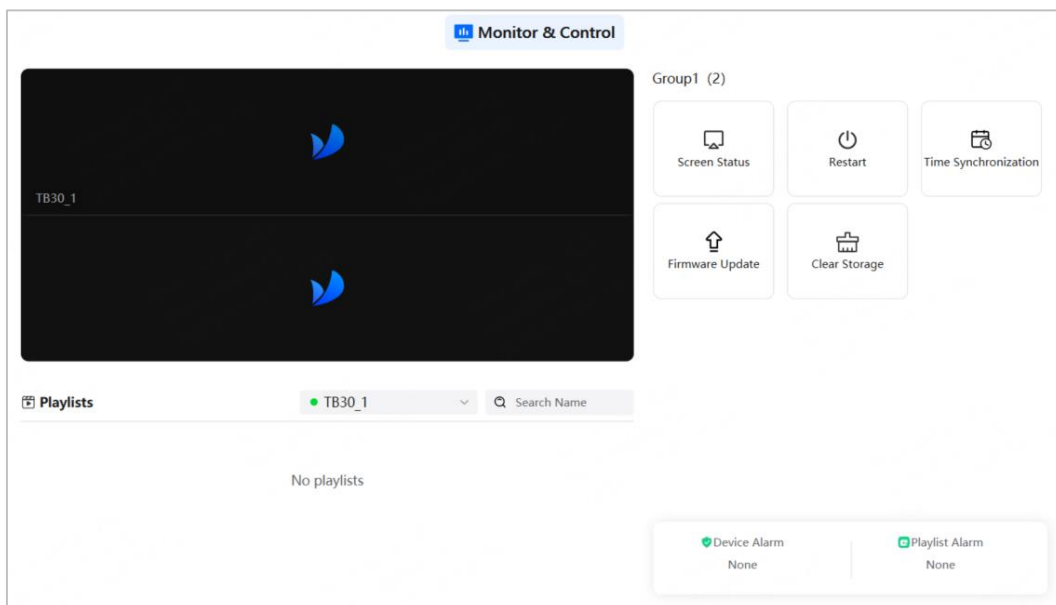 Monitor & Control
TB30_1
Group1 (2)
Screen Status
Restart
Time Synchronization
Firmware Update
Clear Storage
Playlists
TB30_1
Search Name
No playlists
Device Alarm
None
Playlist Alarm
None